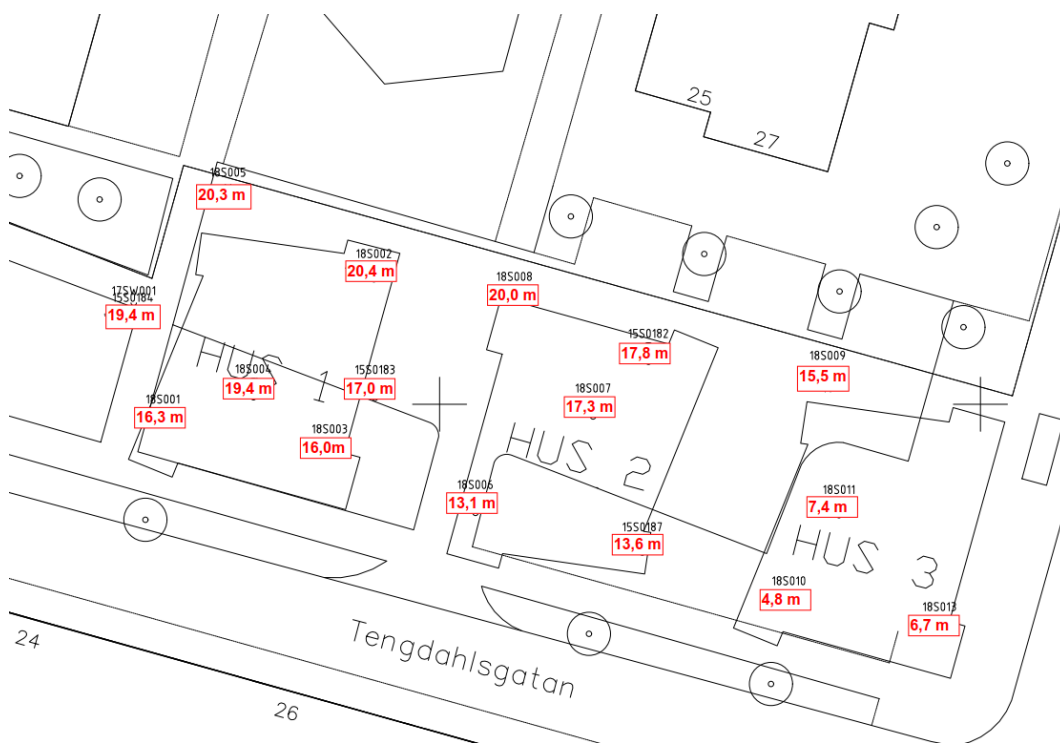 25
27
18S005
20,3 m
18S002
20,4 m
18S008
20,0 m
17SW001
15S0184
19,4 m
15S0182
17,8 m
18S009
15,5 m
HUS 1
18S004
19,4 m
15S0183
17,0 m
18S007
17,3 m
18S001
16,3 m
18S003
16,0m
HUS 2
18S006
13,1 m
18S011
7,4 m
15S0187
13,6 m
HUS 3
18S010
4,8 m
18S013
6,7 m
Tengdahlsgatan
24
26